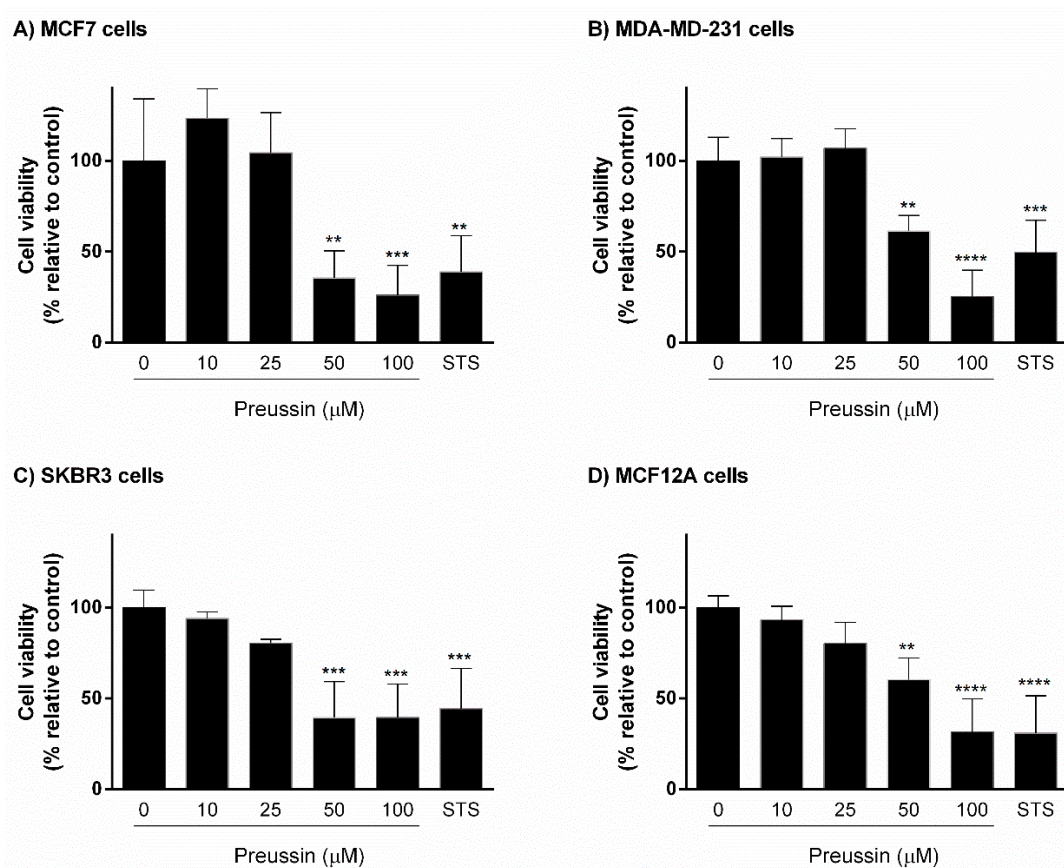 A) MCF7 cells
Cell viability
(% relative to control)
100
50
0
**
***
**
0 10 25 50 100 STS
Preussin (μM)
B) MDA-MD-231 cells
Cell viability
(% relative to control)
100
50
0
**
****
***
0 10 25 50 100 STS
Preussin (μM)
C) SKBR3 cells
Cell viability
(% relative to control)
100
50
0
***
***
***
0 10 25 50 100 STS
Preussin (μM)
D) MCF12A cells
Cell viability
(% relative to control)
100
50
0
**
****
****
0 10 25 50 100 STS
Preussin (μM)